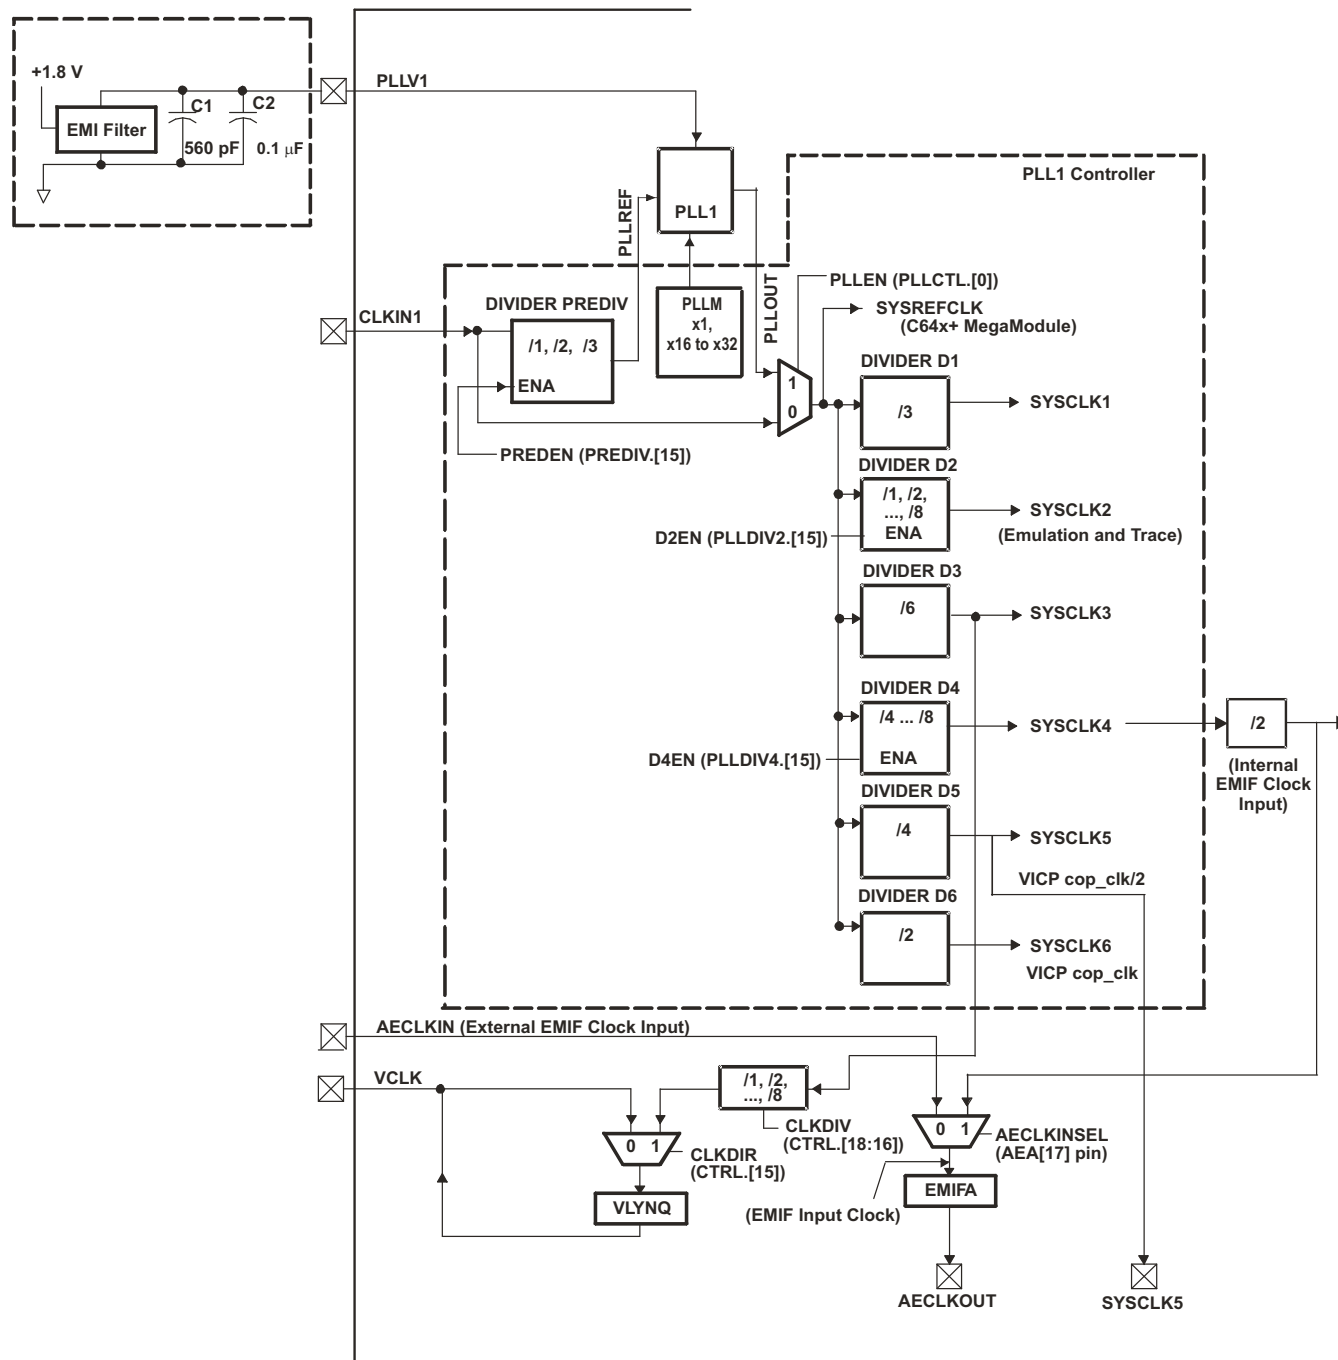 +1.8 V
EMI Filter
C1
C2
560 pF
0.1 μF
PLLV1
PLL1 Controller
PLLREF
PLL1
PLLOUT
PLLEN (PLLCTL.[0])
SYSREFCLK
(C64x+ MegaModule)
CLKIN1
DIVIDER PREDIV
/1, /2, /3
ENA
PLLM
x1,
x16 to x32
1
0
PREDEN (PREDIV.[15])
DIVIDER D1
/3
SYSCLK1
DIVIDER D2
/1, /2,
..., /8
ENA
SYSCLK2
(Emulation and Trace)
D2EN (PLLDIV2.[15])
DIVIDER D3
/6
SYSCLK3
DIVIDER D4
/4 ... /8
ENA
SYSCLK4
D4EN (PLLDIV4.[15])
/2
(Internal
EMIF Clock
Input)
DIVIDER D5
/4
SYSCLK5
VICP cop_clk/2
DIVIDER D6
/2
SYSCLK6
VICP cop_clk
AECLKIN (External EMIF Clock Input)
VCLK
/1, /2,
..., /8
CLKDIV
(CTRL.[18:16])
0 1
CLKDIR
(CTRL.[15])
VLYNQ
0 1
AECLKINSEL
(AEA[17] pin)
EMIFA
(EMIF Input Clock)
AECLKOUT
SYSCLK5